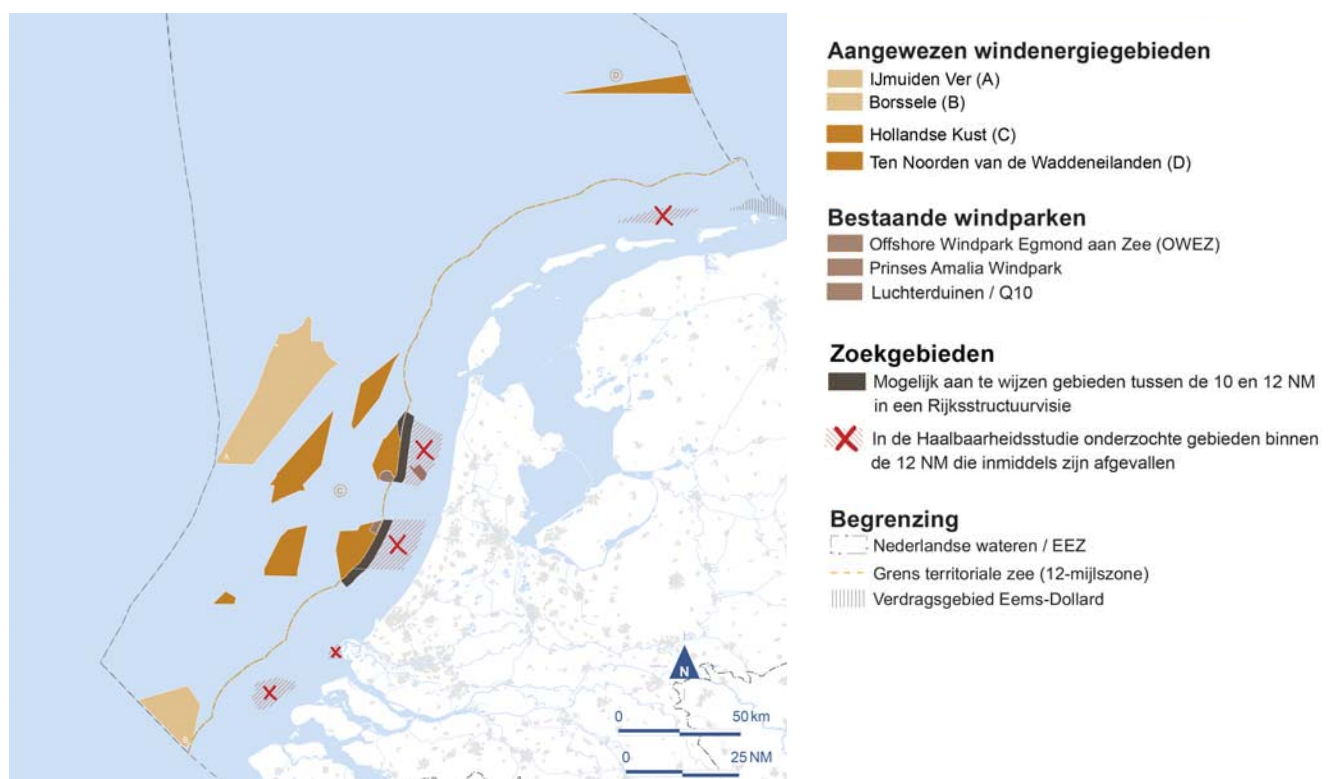 D
A
C
B
N
0 50 km
0 25 NM
Aangewezen windenergiegebieden
IJmuiden Ver (A)
Borssele (B)
Hollandse Kust (C)
Ten Noorden van de Waddeneilanden (D)
Bestaande windparken
Offshore Windpark Egmond aan Zee (OWEZ)
Prinses Amalia Windpark
Luchterduinen / Q10
Zoekgebieden
Mogelijk aan te wijzen gebieden tussen de 10 en 12 NM
in een Rijksstructuurvisie
In de Haalbaarheidsstudie onderzochte gebieden binnen
de 12 NM die inmiddels zijn afgevallen
Begrenzing
Nederlandse wateren / EEZ
Grens territoriale zee (12-mijlszone)
Verdragsgebied Eems-Dollard